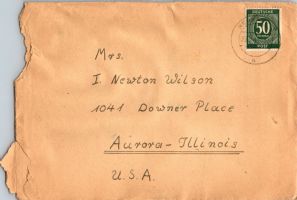 DEUTSCHE
50
POST
Mrs.
I. Newton Wilson
1041 Downer Place
Aurora-Illinois
U.S.A.